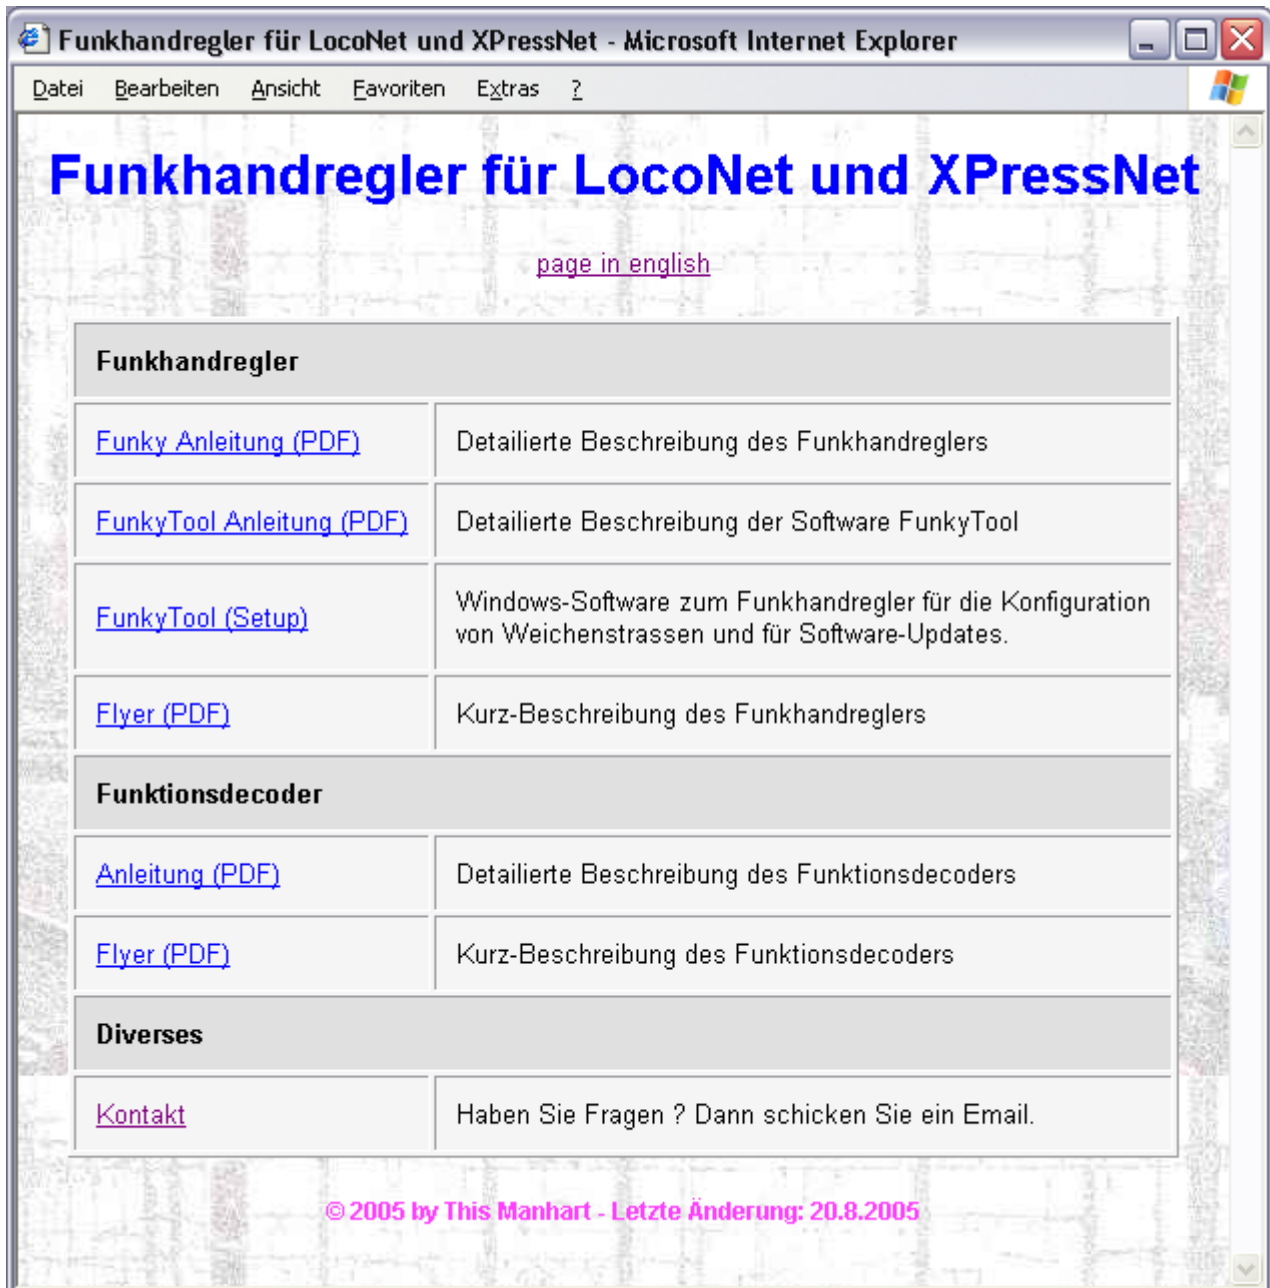 Funkhandregler für LocoNet und XPressNet - Microsoft Internet Explorer
Datei Bearbeiten Ansicht Favoriten Extras ?
Funkhandregler für LocoNet und XPressNet
page in english
Funkhandregler
Funky Anleitung (PDF) Detailierte Beschreibung des Funkhandreglers
FunkyTool Anleitung (PDF) Detailierte Beschreibung der Software FunkyTool
FunkyTool (Setup) Windows-Software zum Funkhandregler für die Konfiguration
von Weichenstrassen und für Software-Updates.
Flyer (PDF) Kurz-Beschreibung des Funkhandreglers
Funktionsdecoder
Anleitung (PDF) Detailierte Beschreibung des Funktionsdecoders
Flyer (PDF) Kurz-Beschreibung des Funktionsdecoders
Diverses
Kontakt Haben Sie Fragen ? Dann schicken Sie ein Email.
© 2005 by This Manhart - Letzte Änderung: 20.8.2005